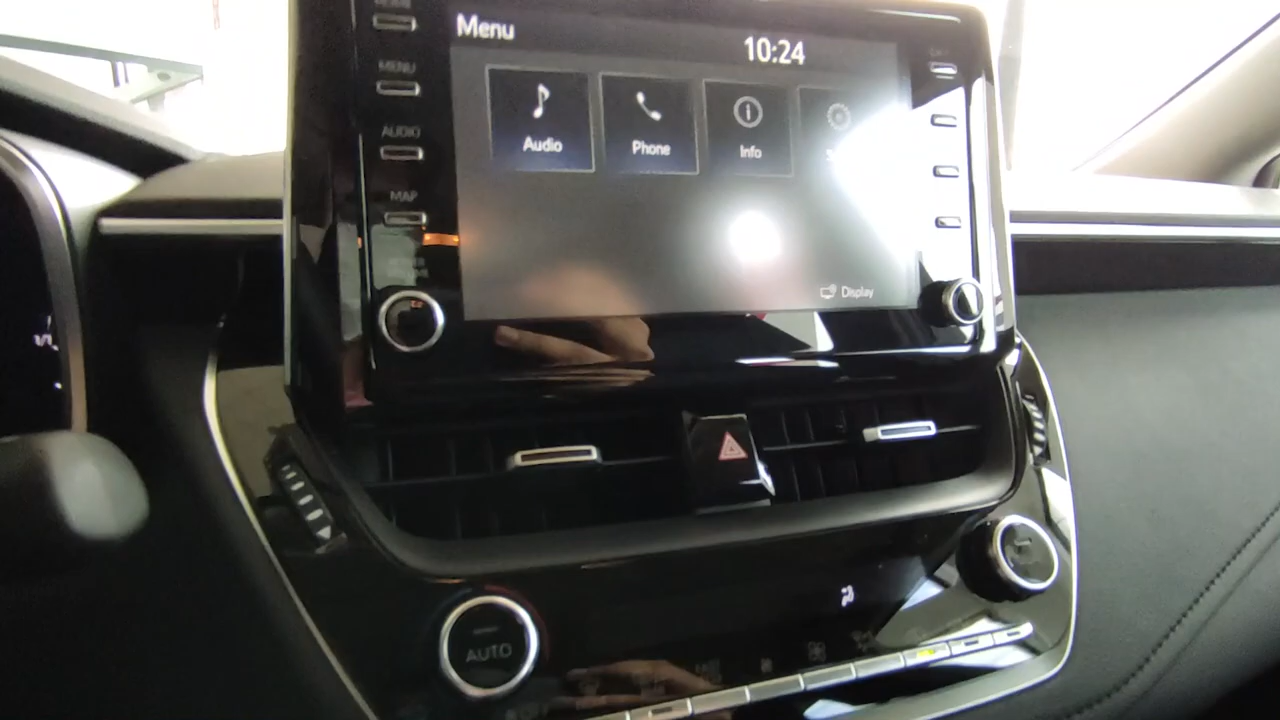 Menu
10:24
MENU
AUDIO
MAP
Audio
Phone
Info
Display
AUTO